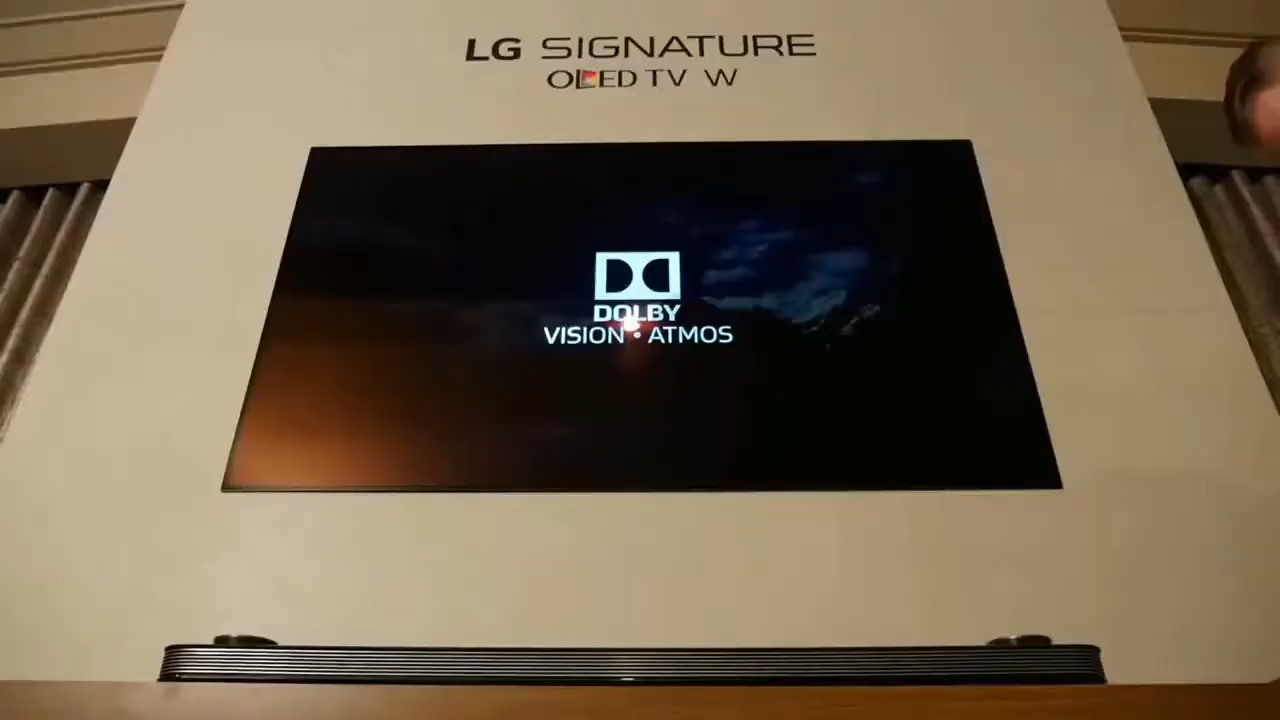 LG SIGNATURE
OLED TV W
DOLBY
VISION • ATMOS